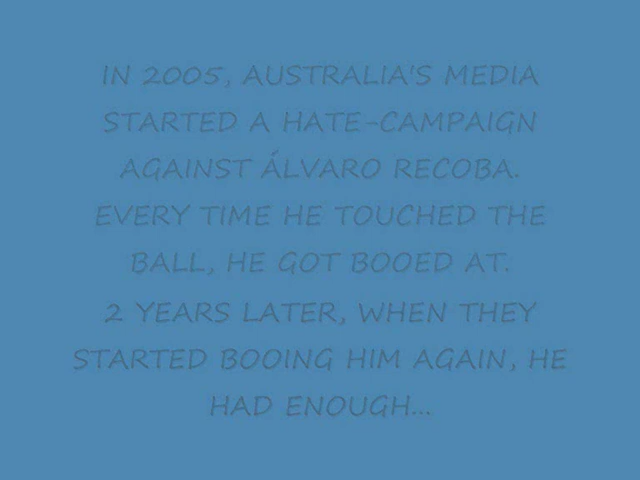 IN 2005, AUSTRALIA'S MEDIA
STARTED A HATE-CAMPAIGN
AGAINST ÁLVARO RECOBA.
EVERY TIME HE TOUCHED THE
BALL, HE GOT BOOED AT.
2 YEARS LATER, WHEN THEY
STARTED BOOING HIM AGAIN, HE
HAD ENOUGH...